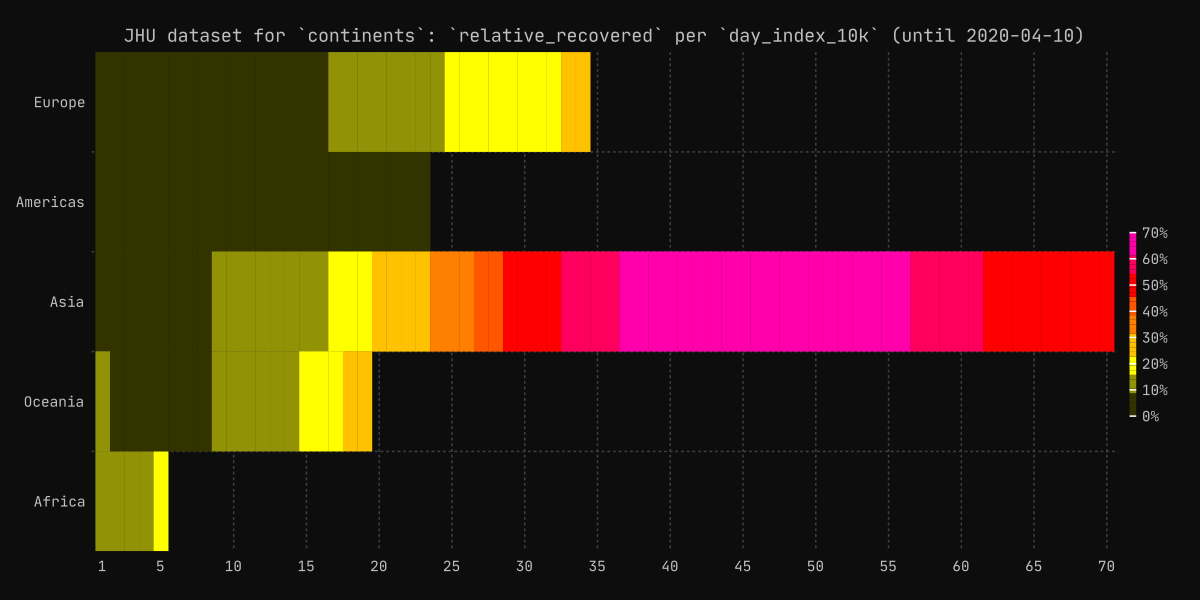 JHU dataset for `continents`: `relative_recovered` per `day_index_10k` (until 2020-04-10)
Europe
Americas
Asia
Oceania
Africa
70%
60%
50%
40%
30%
20%
10%
0%
1 5 10 15 20 25 30 35 40 45 50 55 60 65 70